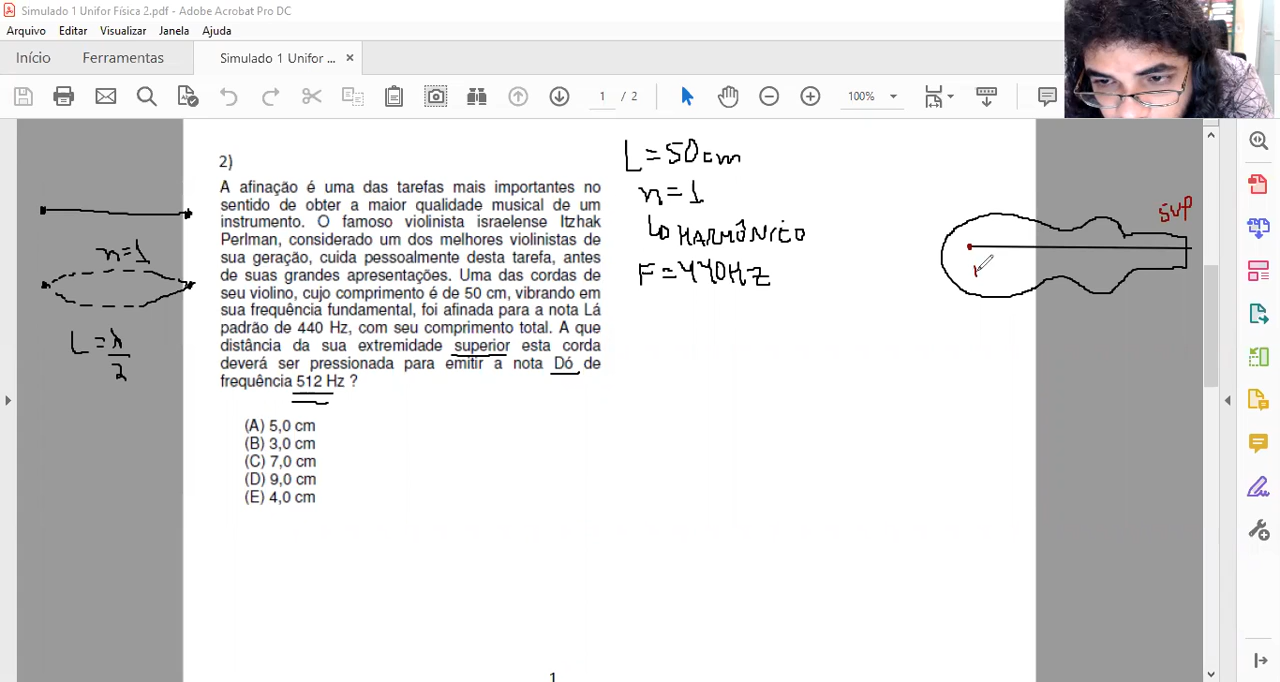 Simulado 1 Unifor Física 2.pdf - Adobe Acrobat Pro DC
Arquivo Editar Visualizar Janela Ajuda
Início Ferramentas Simulado 1 Unifor ... ×
1 / 2 100%
2)
A afinação é uma das tarefas mais importantes no
sentido de obter a maior qualidade musical de um
instrumento. O famoso violinista israelense Itzhak
Perlman, considerado um dos melhores violinistas de
sua geração, cuida pessoalmente desta tarefa, antes
de suas grandes apresentações. Uma das cordas de
seu violino, cujo comprimento é de 50 cm, vibrando em
sua frequência fundamental, foi afinada para a nota Lá
padrão de 440 Hz, com seu comprimento total. A que
distância da sua extremidade superior esta corda
deverá ser pressionada para emitir a nota Dó de
frequência 512 Hz ?
(A) 5,0 cm
(B) 3,0 cm
(C) 7,0 cm
(D) 9,0 cm
(E) 4,0 cm
n=1
L=λ/2
L=50cm
n=1
HARMÔNICO
F=440HZ
SUP
1